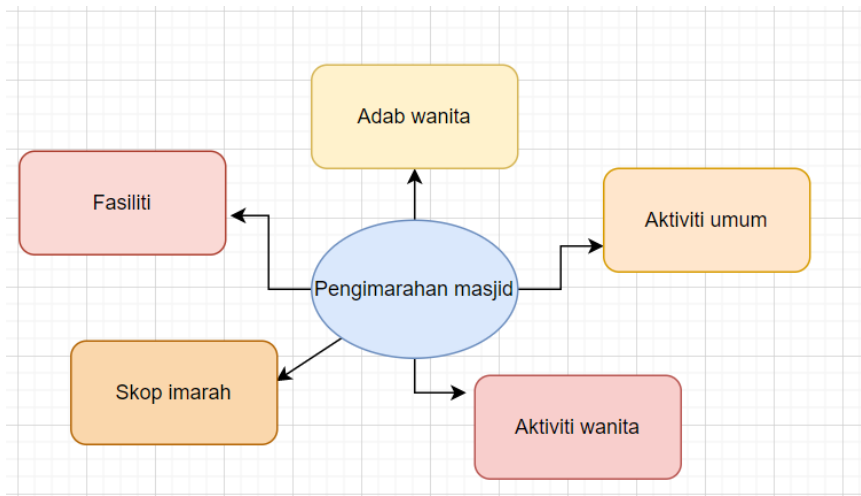 Adab wanita
Fasiliti
Aktiviti umum
Pengimarahan masjid
Skop imarah
Aktiviti wanita